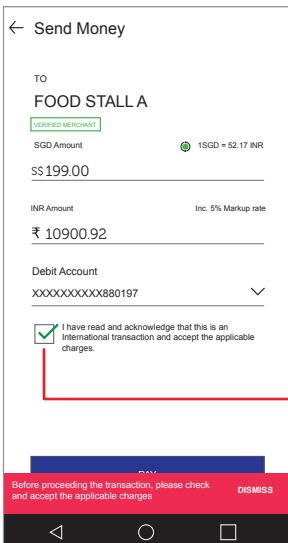 Send Money
TO
FOOD STALL A
VERIFIED MERCHANT
SGD Amount 1SGD = 52.17 INR
S$199.00
INR Amount Inc. 5% Markup rate
₹ 10900.92
Debit Account
XXXXXXXXXX880197
I have read and acknowledge that this is an
International transaction and accept the applicable
charges.
PAY
Before proceeding the transaction, please check
and accept the applicable charges
DISMISS